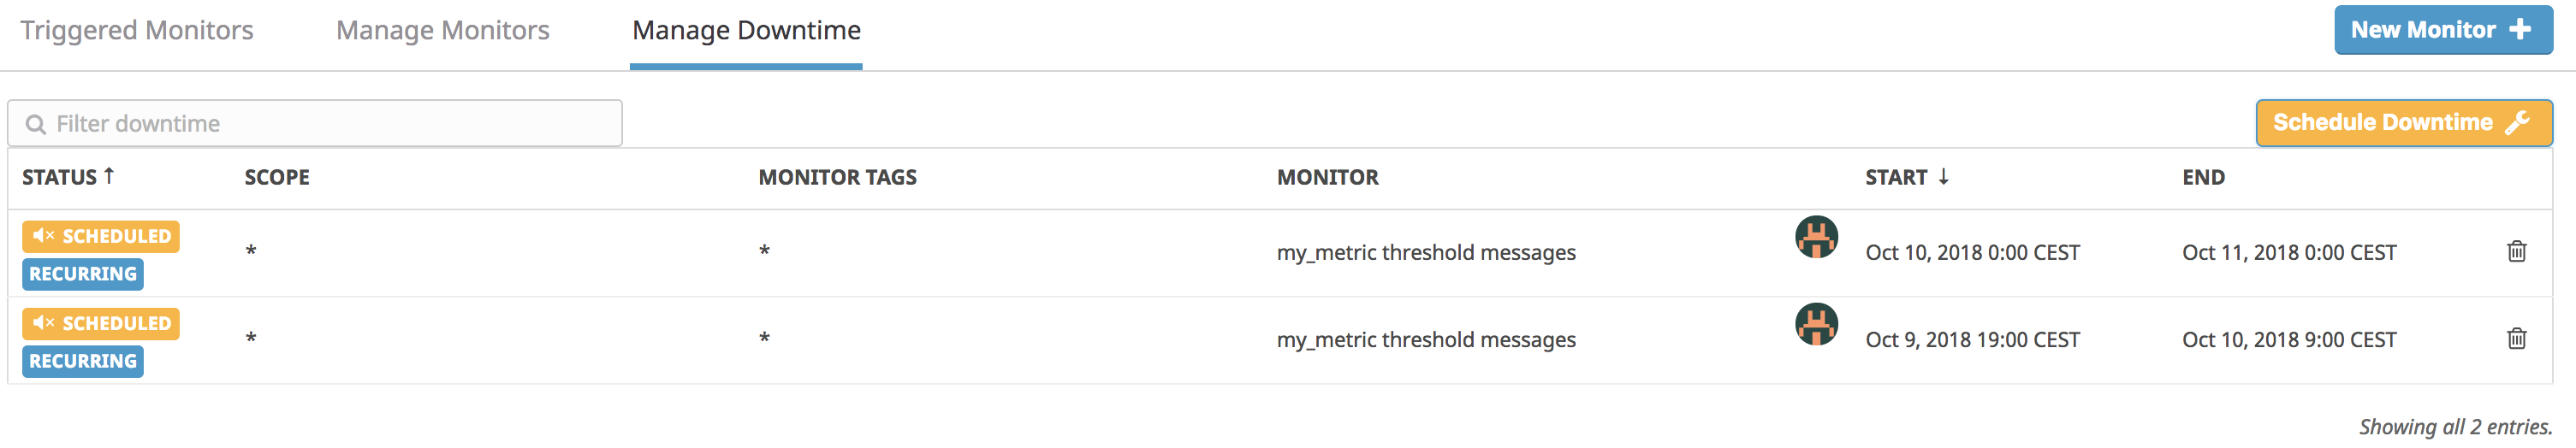 Triggered Monitors Manage Monitors Manage Downtime New Monitor
Filter downtime Schedule Downtime
STATUS ↑ SCOPE MONITOR TAGS MONITOR START ↓ END
SCHEDULED
* * my_metric threshold messages Oct 10, 2018 0:00 CEST Oct 11, 2018 0:00 CEST
RECURRING
SCHEDULED
* * my_metric threshold messages Oct 9, 2018 19:00 CEST Oct 10, 2018 9:00 CEST
RECURRING
Showing all 2 entries.